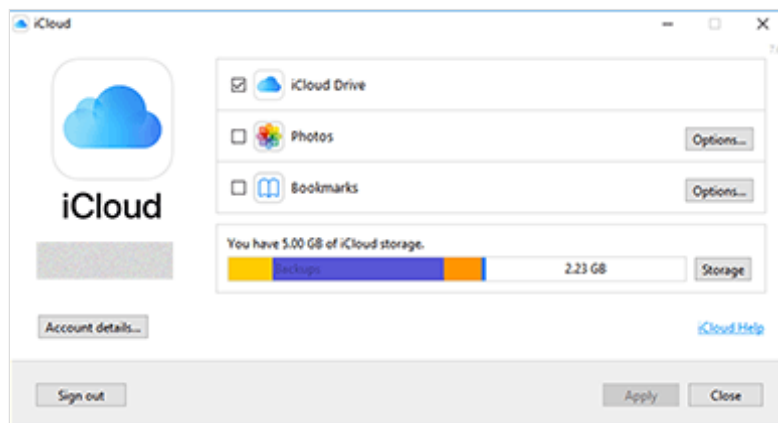 iCloud
iCloud Drive
Photos
Options...
Bookmarks
Options...
iCloud
You have 5.00 GB of iCloud storage.
Backups
2.23 GB
Storage
Account details...
iCloud Help
Sign out
Apply
Close